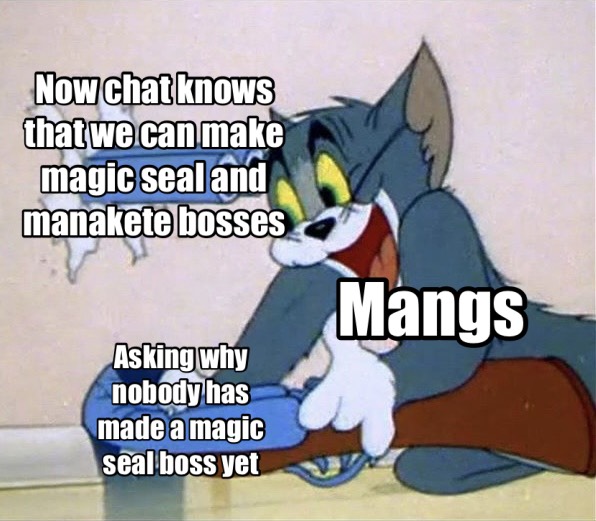 Now chat knows
that we can make
magic seal and
manakete bosses
Mangs
Asking why
nobody has
made a magic
seal boss yet